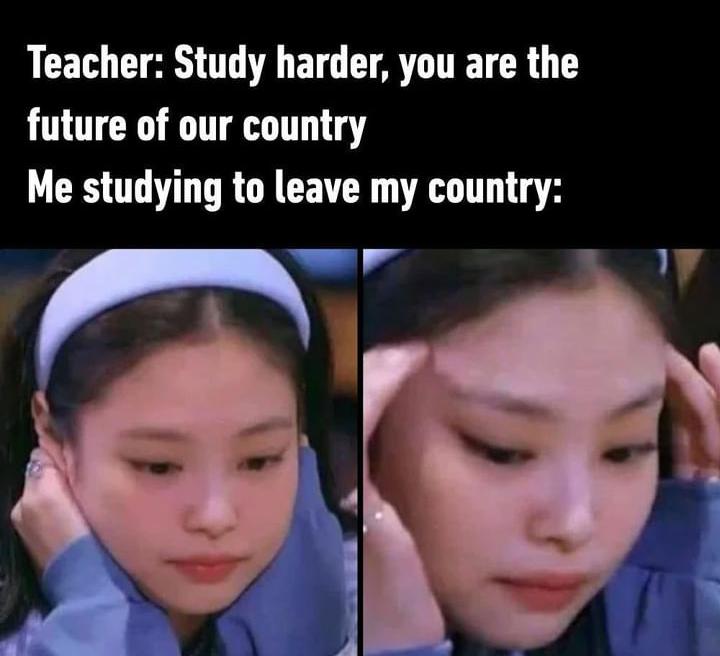 Teacher: Study harder, you are the
future of our country
Me studying to leave my country: